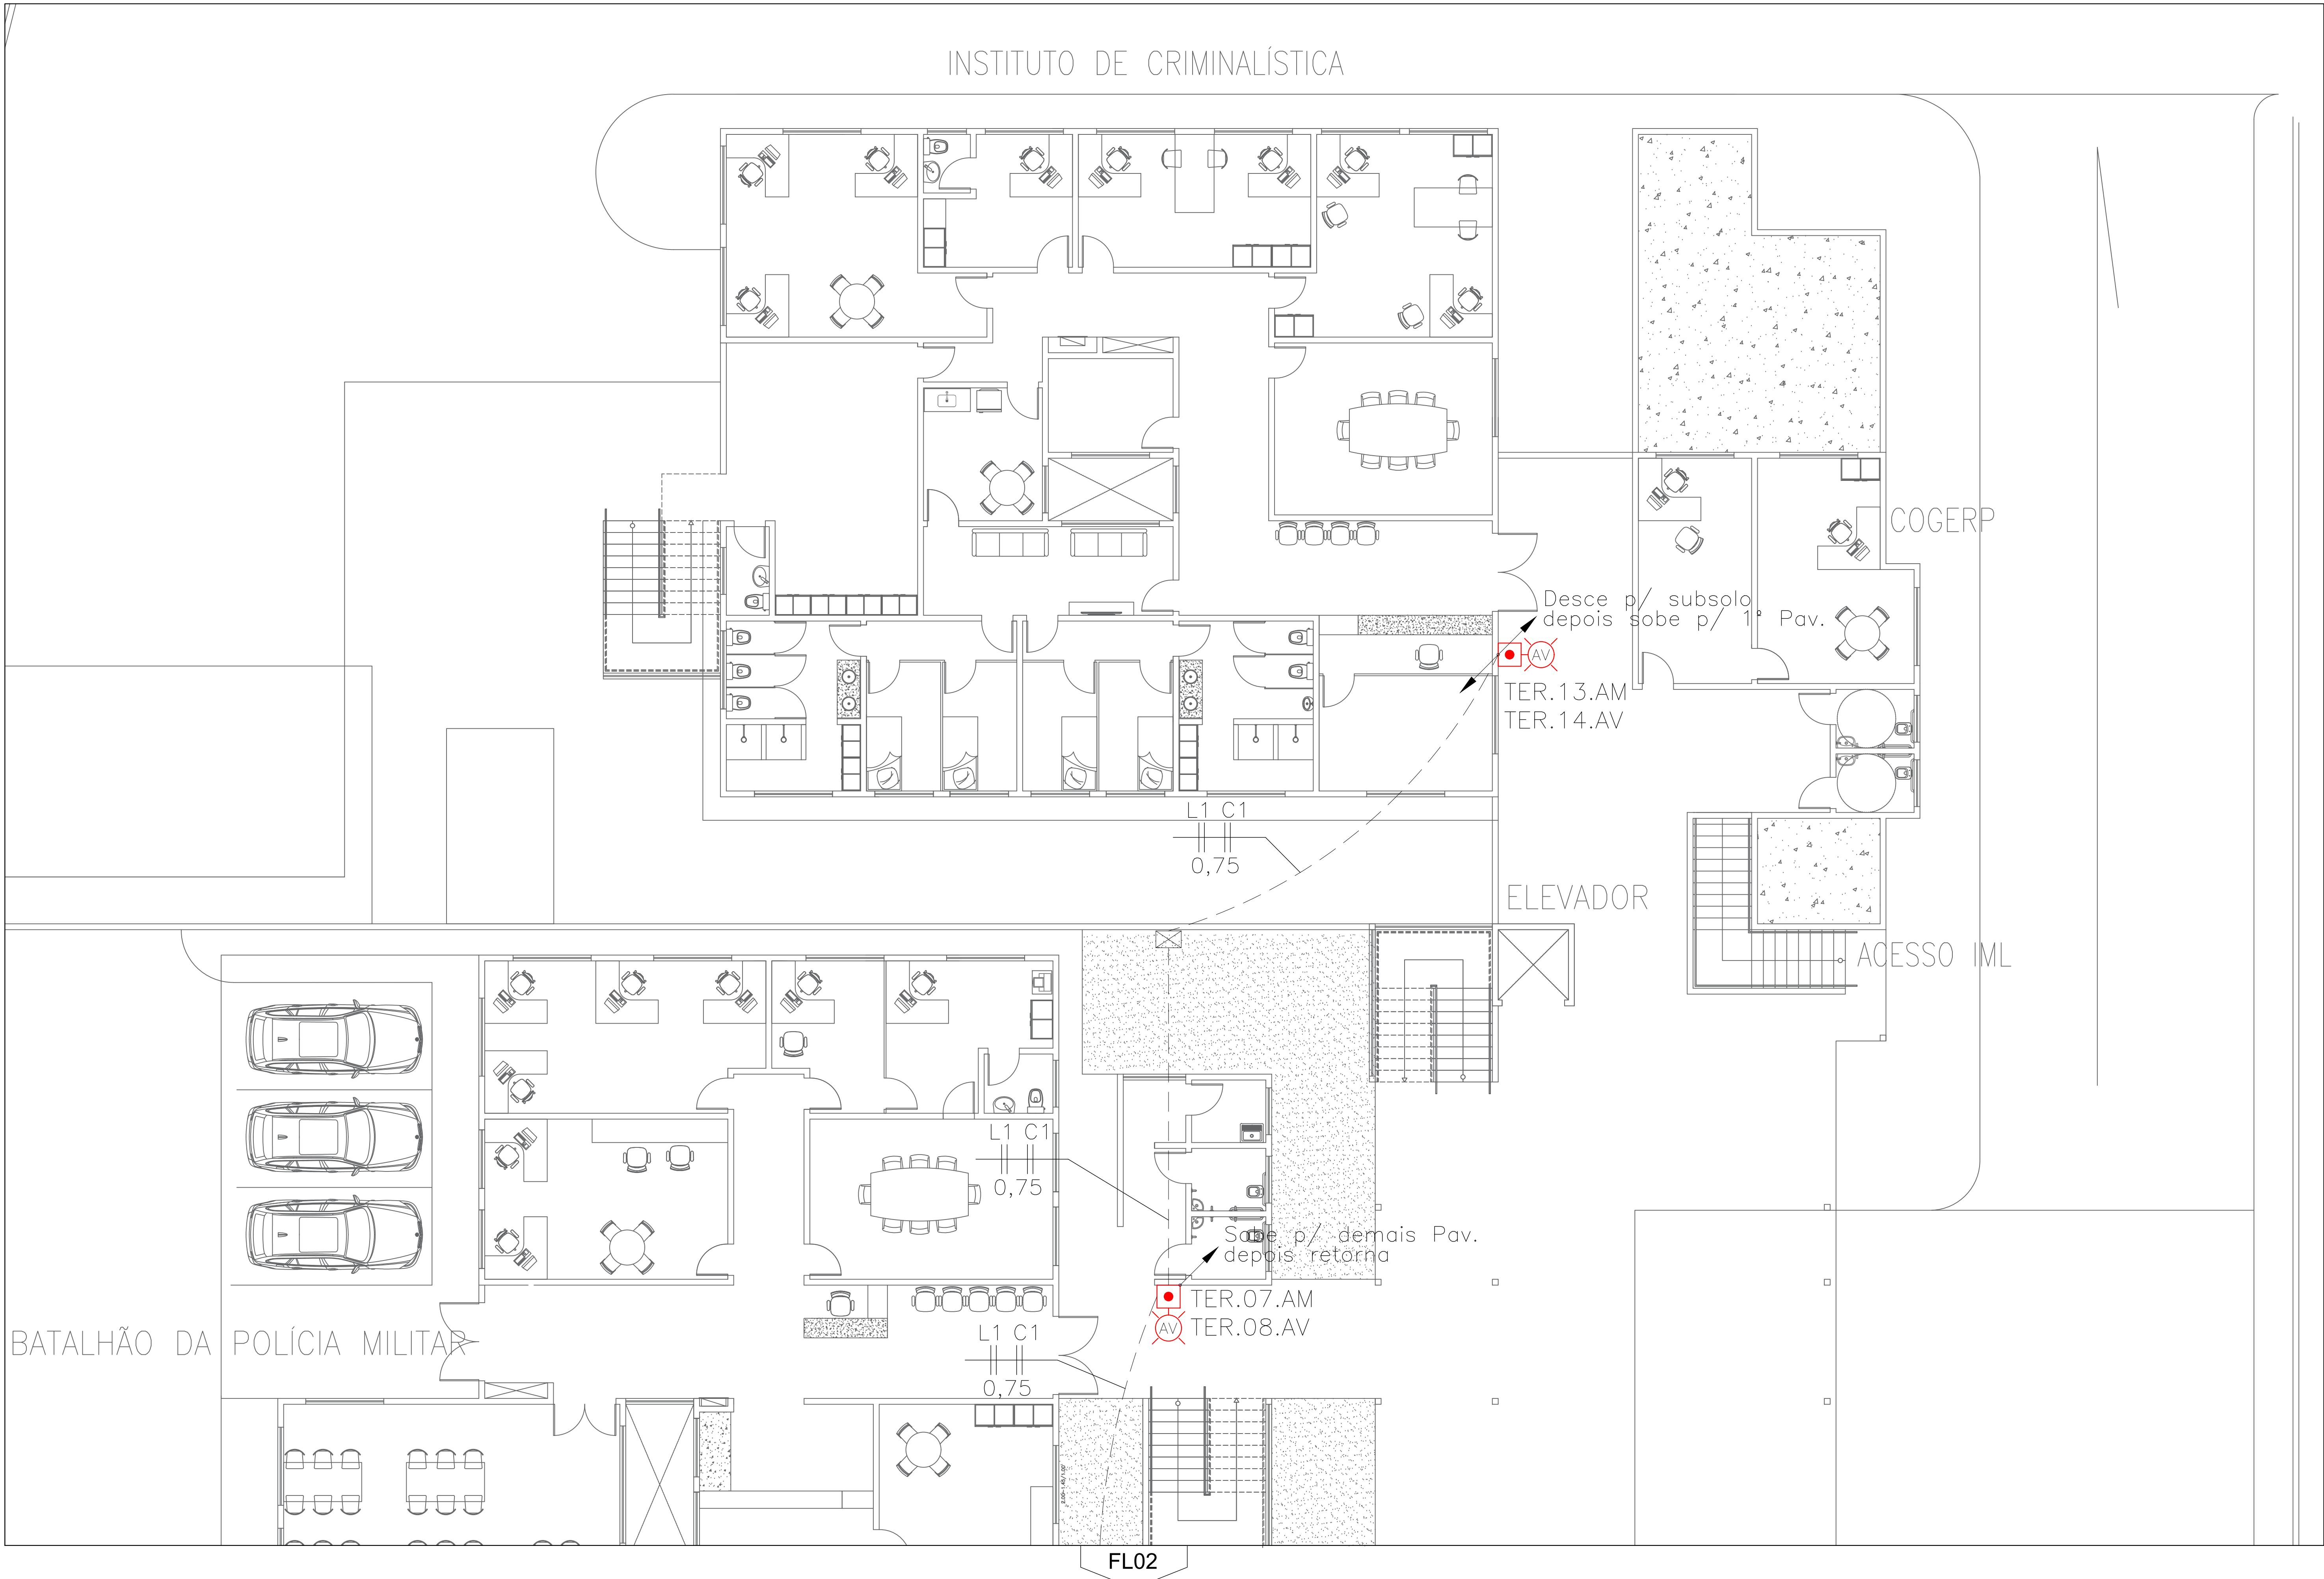 INSTITUTO DE CRIMINALÍSTICA
COGERP
Desce p/ subsolo
depois sobe p/ 1º Pav.
AV
TER.13.AM
TER.14.AV
L1 C1
0,75
ELEVADOR
ACESSO IML
L1 C1
0,75
Sobe p/ demais Pav.
depois retorna
TER.07.AM
AV TER.08.AV
BATALHÃO DA POLÍCIA MILITAR
L1 C1
0,75
FL02